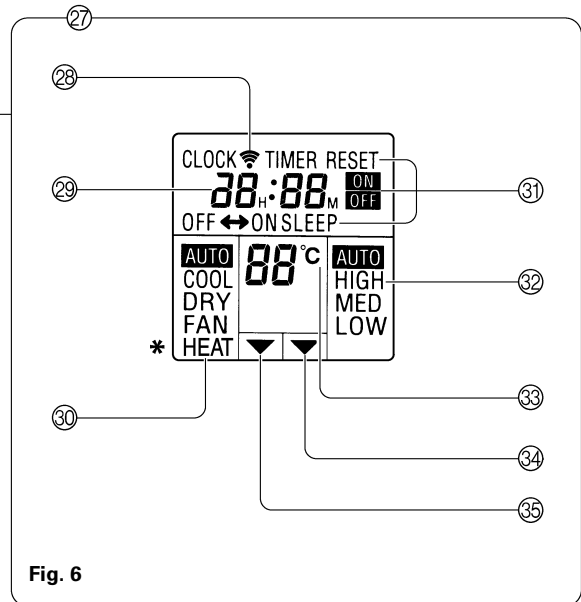 ㉗
㉘
CLOCK TIMER RESET
㉙ 88H:88M ON ㉛
OFF
OFF ↔ ON SLEEP
AUTO 88°C AUTO
COOL HIGH ㉜
DRY MED
FAN LOW
* HEAT ▼ ▼
㉚ ㉝
㉞
㉟
Fig. 6